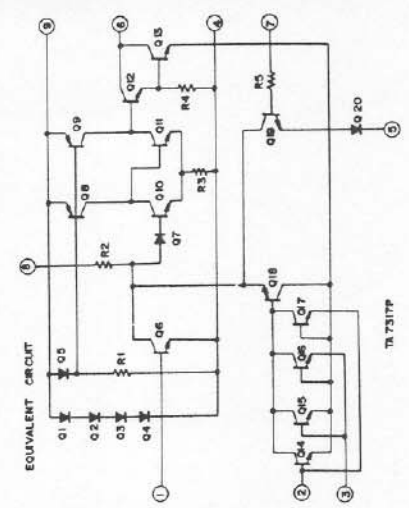 EQUIVALENT CIRCUIT
9
6
4
7
Q13
Q12
R4
R5
Q9
Q11
Q19
Q20
5
Q8
Q10
R3
Q7
8
R2
Q18
Q17
Q5
Q6
R1
Q16
Q1
Q2
Q3
Q4
Q15
Q14
1
2
3
TA 7317P